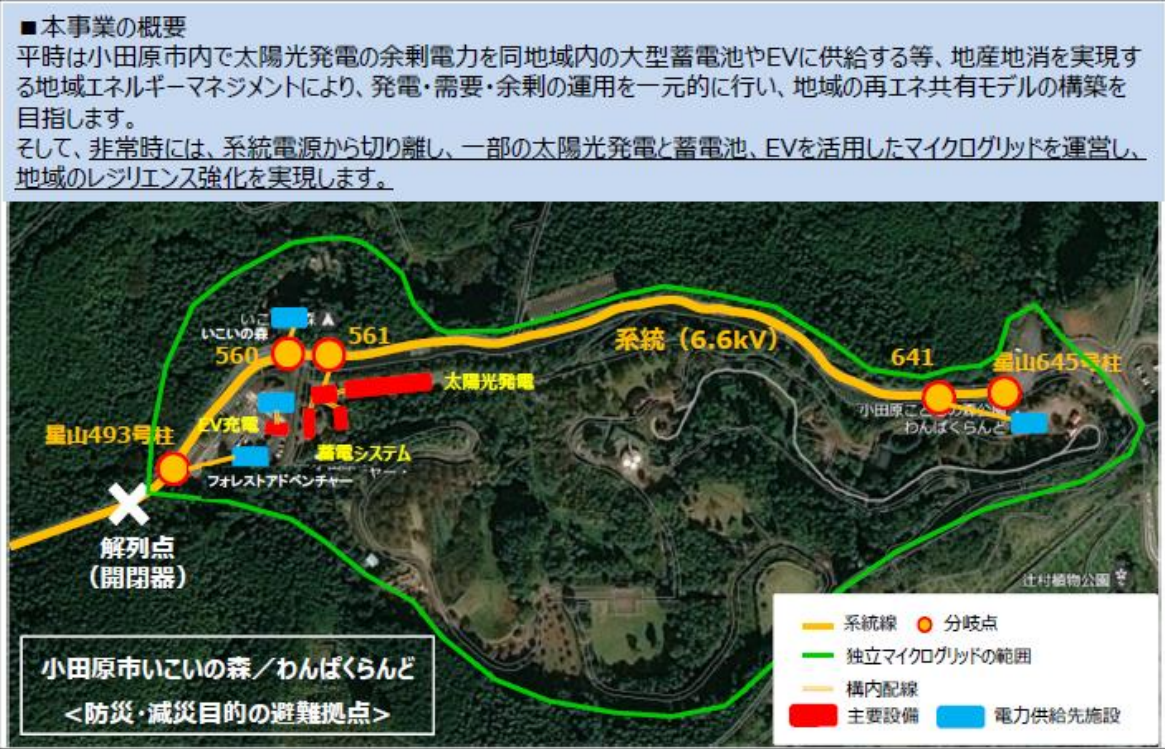 ■本事業の概要
平時は小田原市内で太陽光発電の余剰電力を同地域内の大型蓄電池やEVに供給する等、地産地消を実現す
る地域エネルギーマネジメントにより、発電・需要・余剰の運用を一元的に行い、地域の再エネ共有モデルの構築を
目指します。
そして、非常時には、系統電源から切り離し、一部の太陽光発電と蓄電池、EVを活用したマイクログリッドを運営し、
地域のレジリエンス強化を実現します。
いこいの森
560
561
系統（6.6kV）
641
星山645号柱
太陽光発電
小田原こどもの森公園
わんぱくらんど
EV充電
星山493号柱
蓄電システム
フォレストアドベンチャー
解列点
（開閉器）
辻村植物公園
小田原市いこいの森／わんぱくらんど
<防災・減災目的の避難拠点>
系統線
分岐点
独立マイクログリッドの範囲
構内配線
主要設備
電力供給先施設